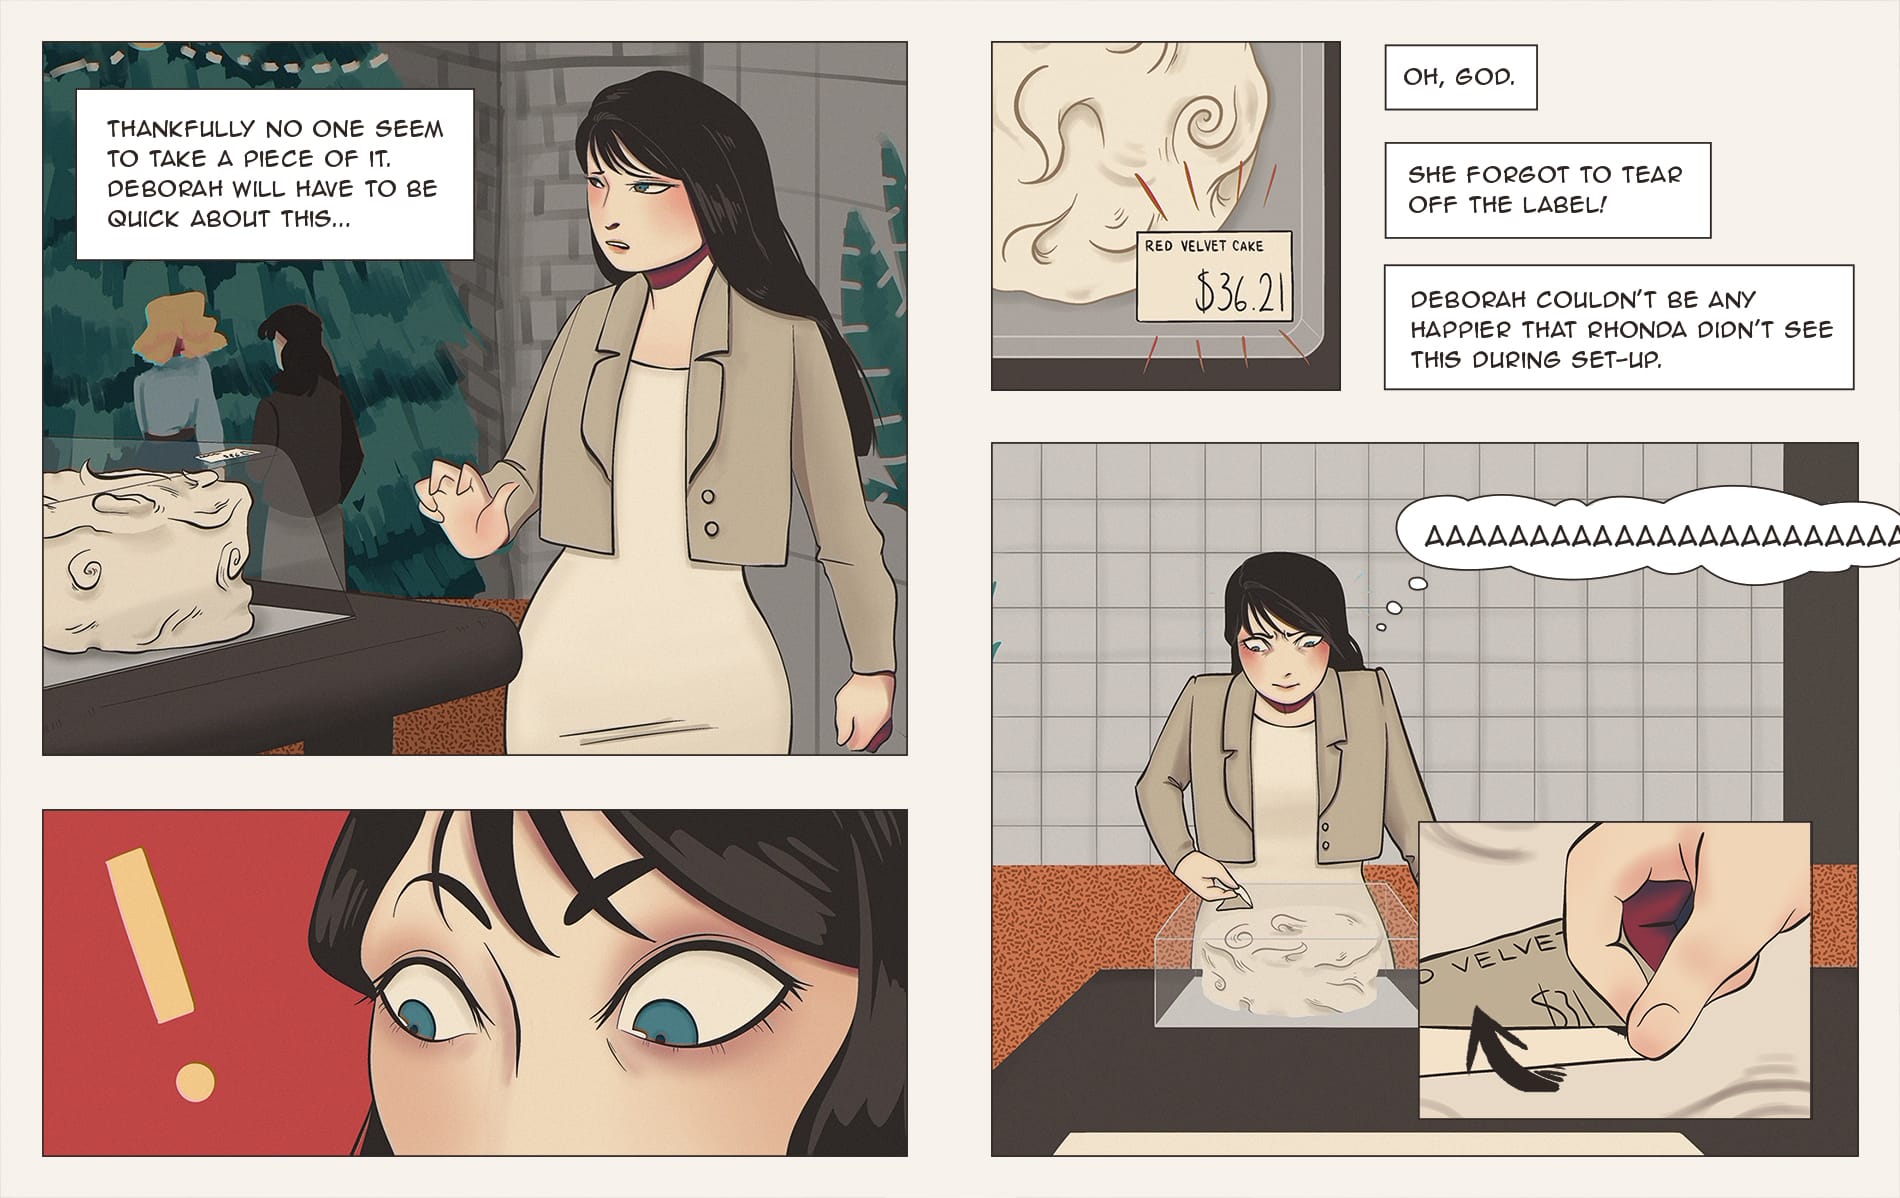 THANKFULLY NO ONE SEEM
TO TAKE A PIECE OF IT.
DEBORAH WILL HAVE TO BE
QUICK ABOUT THIS...
OH, GOD.
SHE FORGOT TO TEAR
OFF THE LABEL!
DEBORAH COULDN'T BE ANY
HAPPIER THAT RHONDA DIDN'T SEE
THIS DURING SET-UP.
RED VELVET CAKE
$36.21
AAAAAAAAAAAAAAAAAAAAAAA
D VELVET
$31